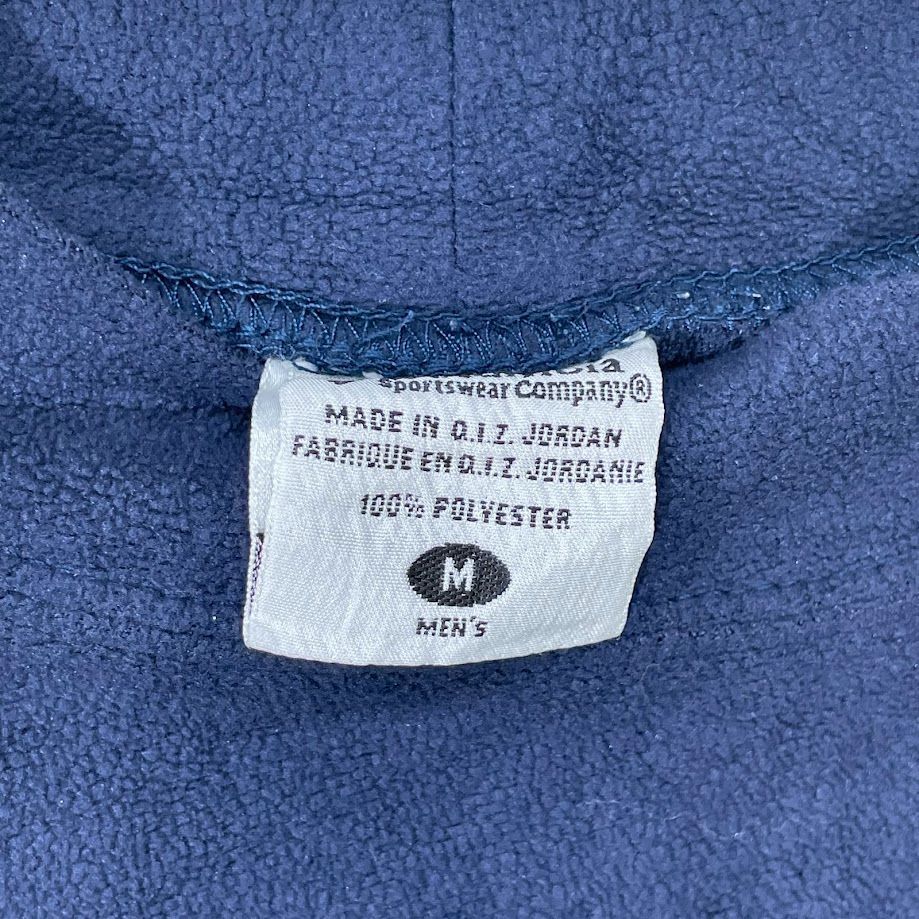 Sportswear Company®
MADE IN Q.I.Z. JORDAN
FABRIQUE EN Q.I.Z. JORDANIE
100% POLYESTER
M
MEN's